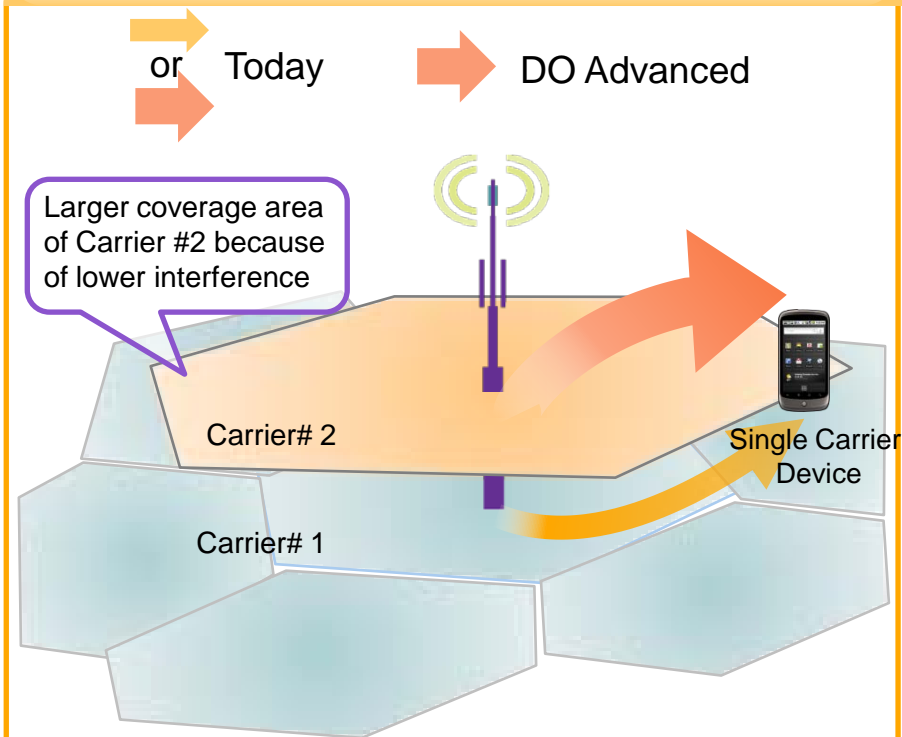 or Today
DO Advanced
Larger coverage area
of Carrier #2 because
of lower interference
Carrier# 2
Single Carrier
Device
Carrier# 1